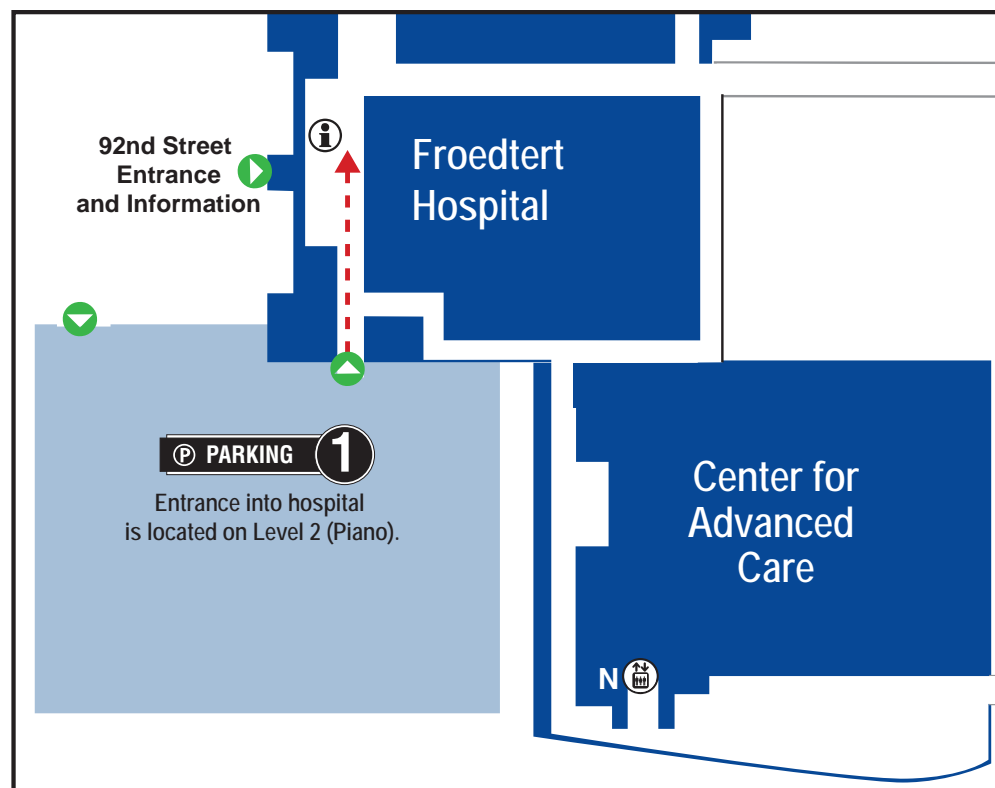 92nd Street
Entrance
and Information
i
Froedtert
Hospital
P PARKING 1
Entrance into hospital
is located on Level 2 (Piano).
Center for
Advanced
Care
N